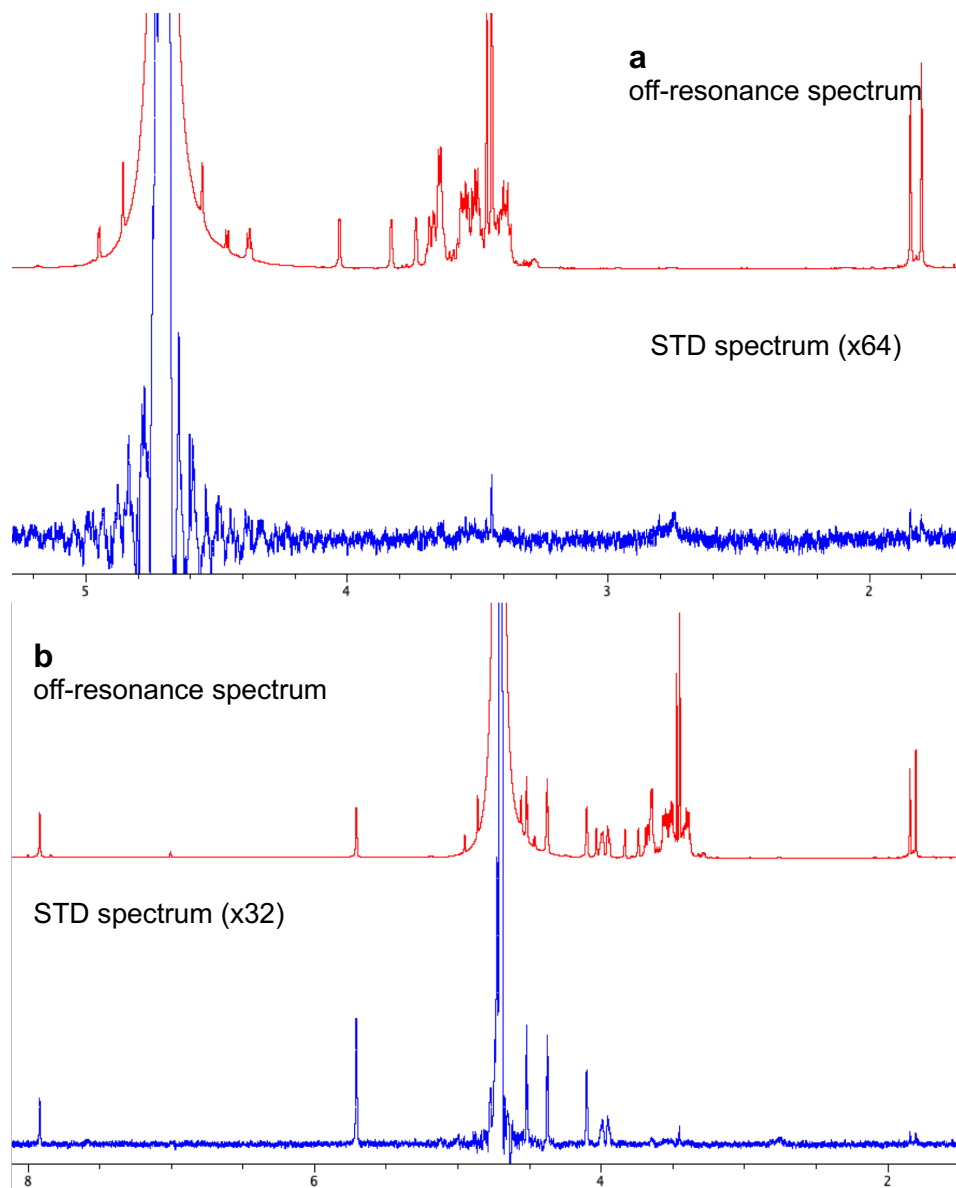 a
off-resonance spectrum
STD spectrum (x64)
5 4 3 2
b
off-resonance spectrum
STD spectrum (x32)
8 6 4 2